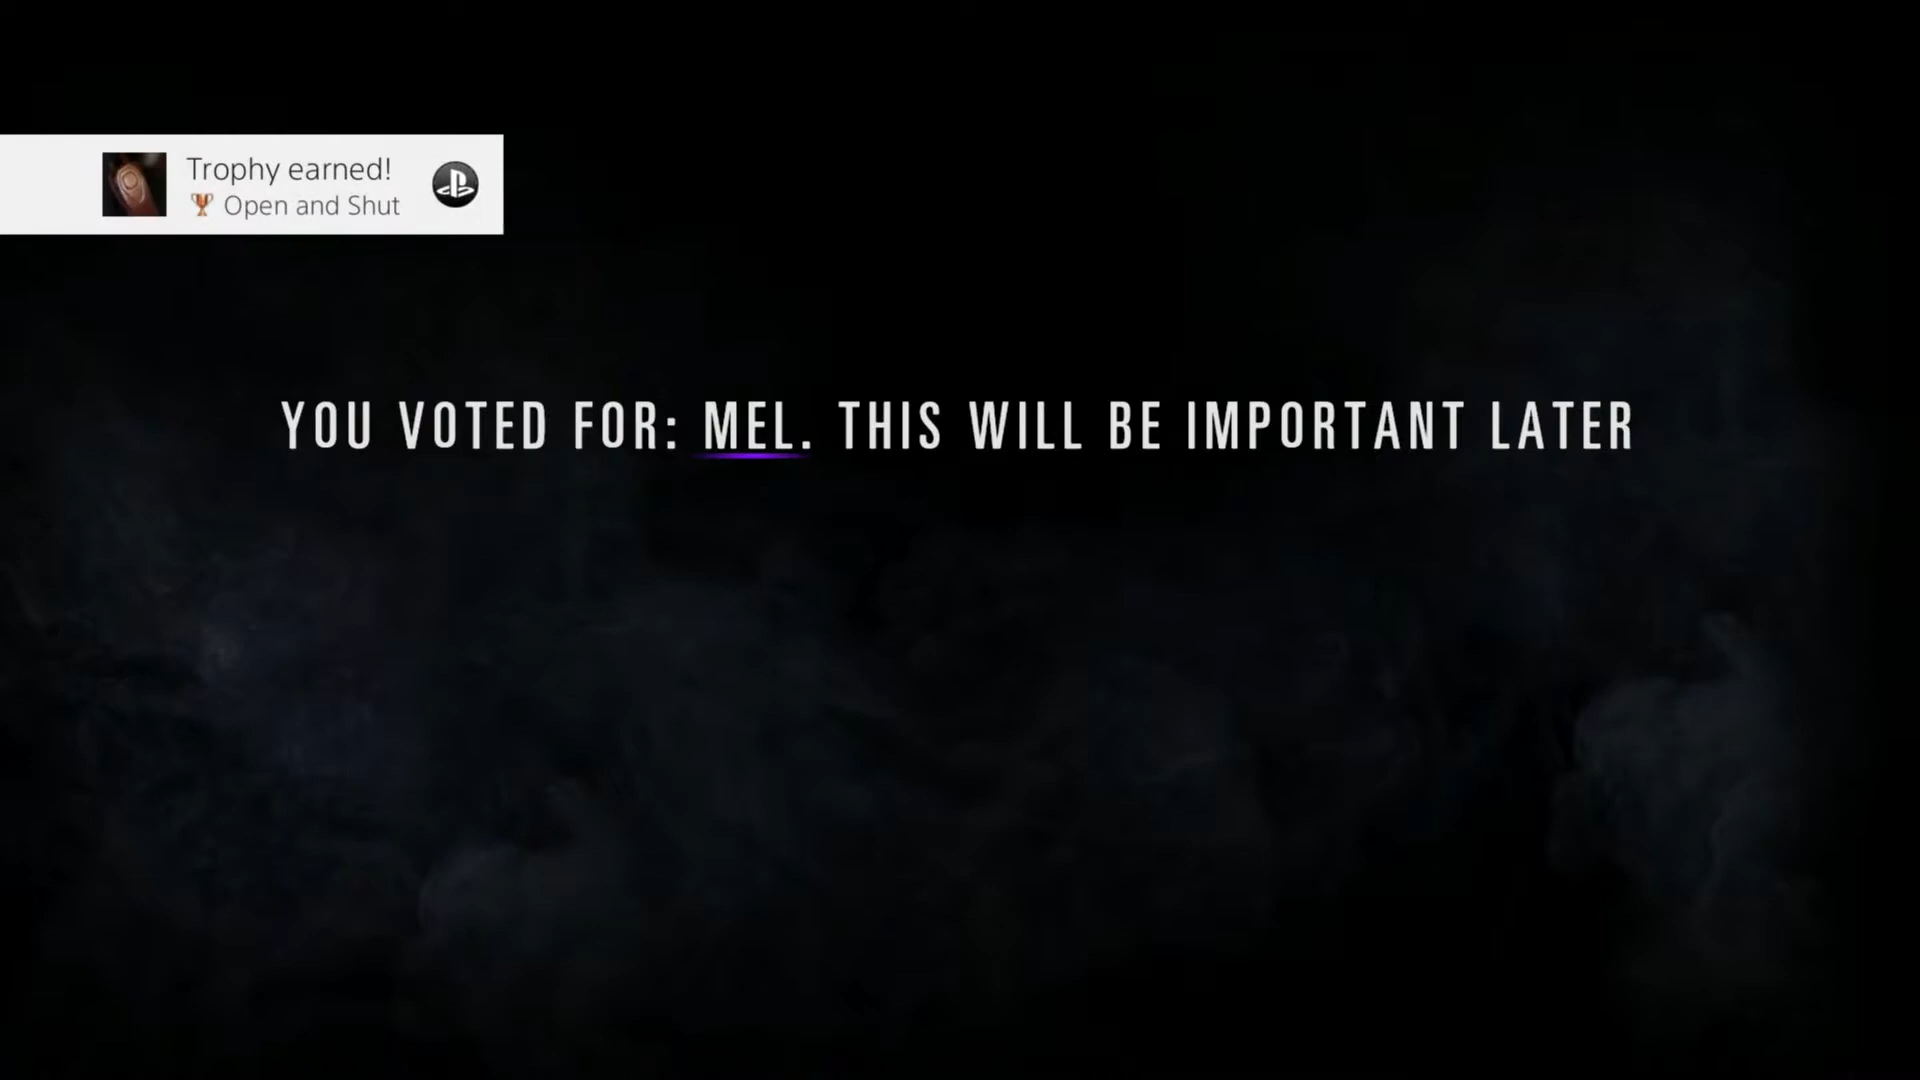 Trophy earned!
Open and Shut
YOU VOTED FOR: MEL. THIS WILL BE IMPORTANT LATER